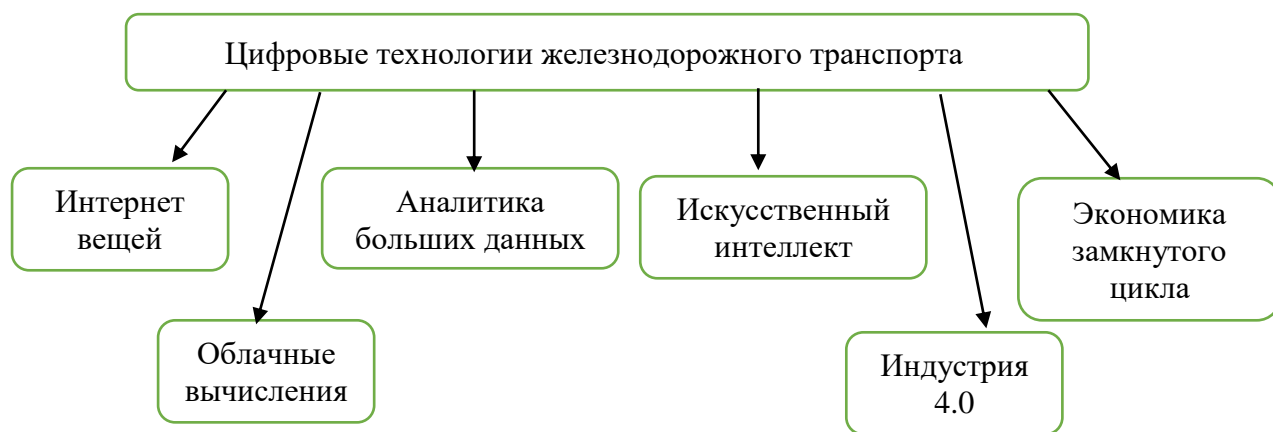 Цифровые технологии железнодорожного транспорта
Интернет
вещей
Аналитика
больших данных
Искусственный
интеллект
Экономика
замкнутого
цикла
Облачные
вычисления
Индустрия
4.0